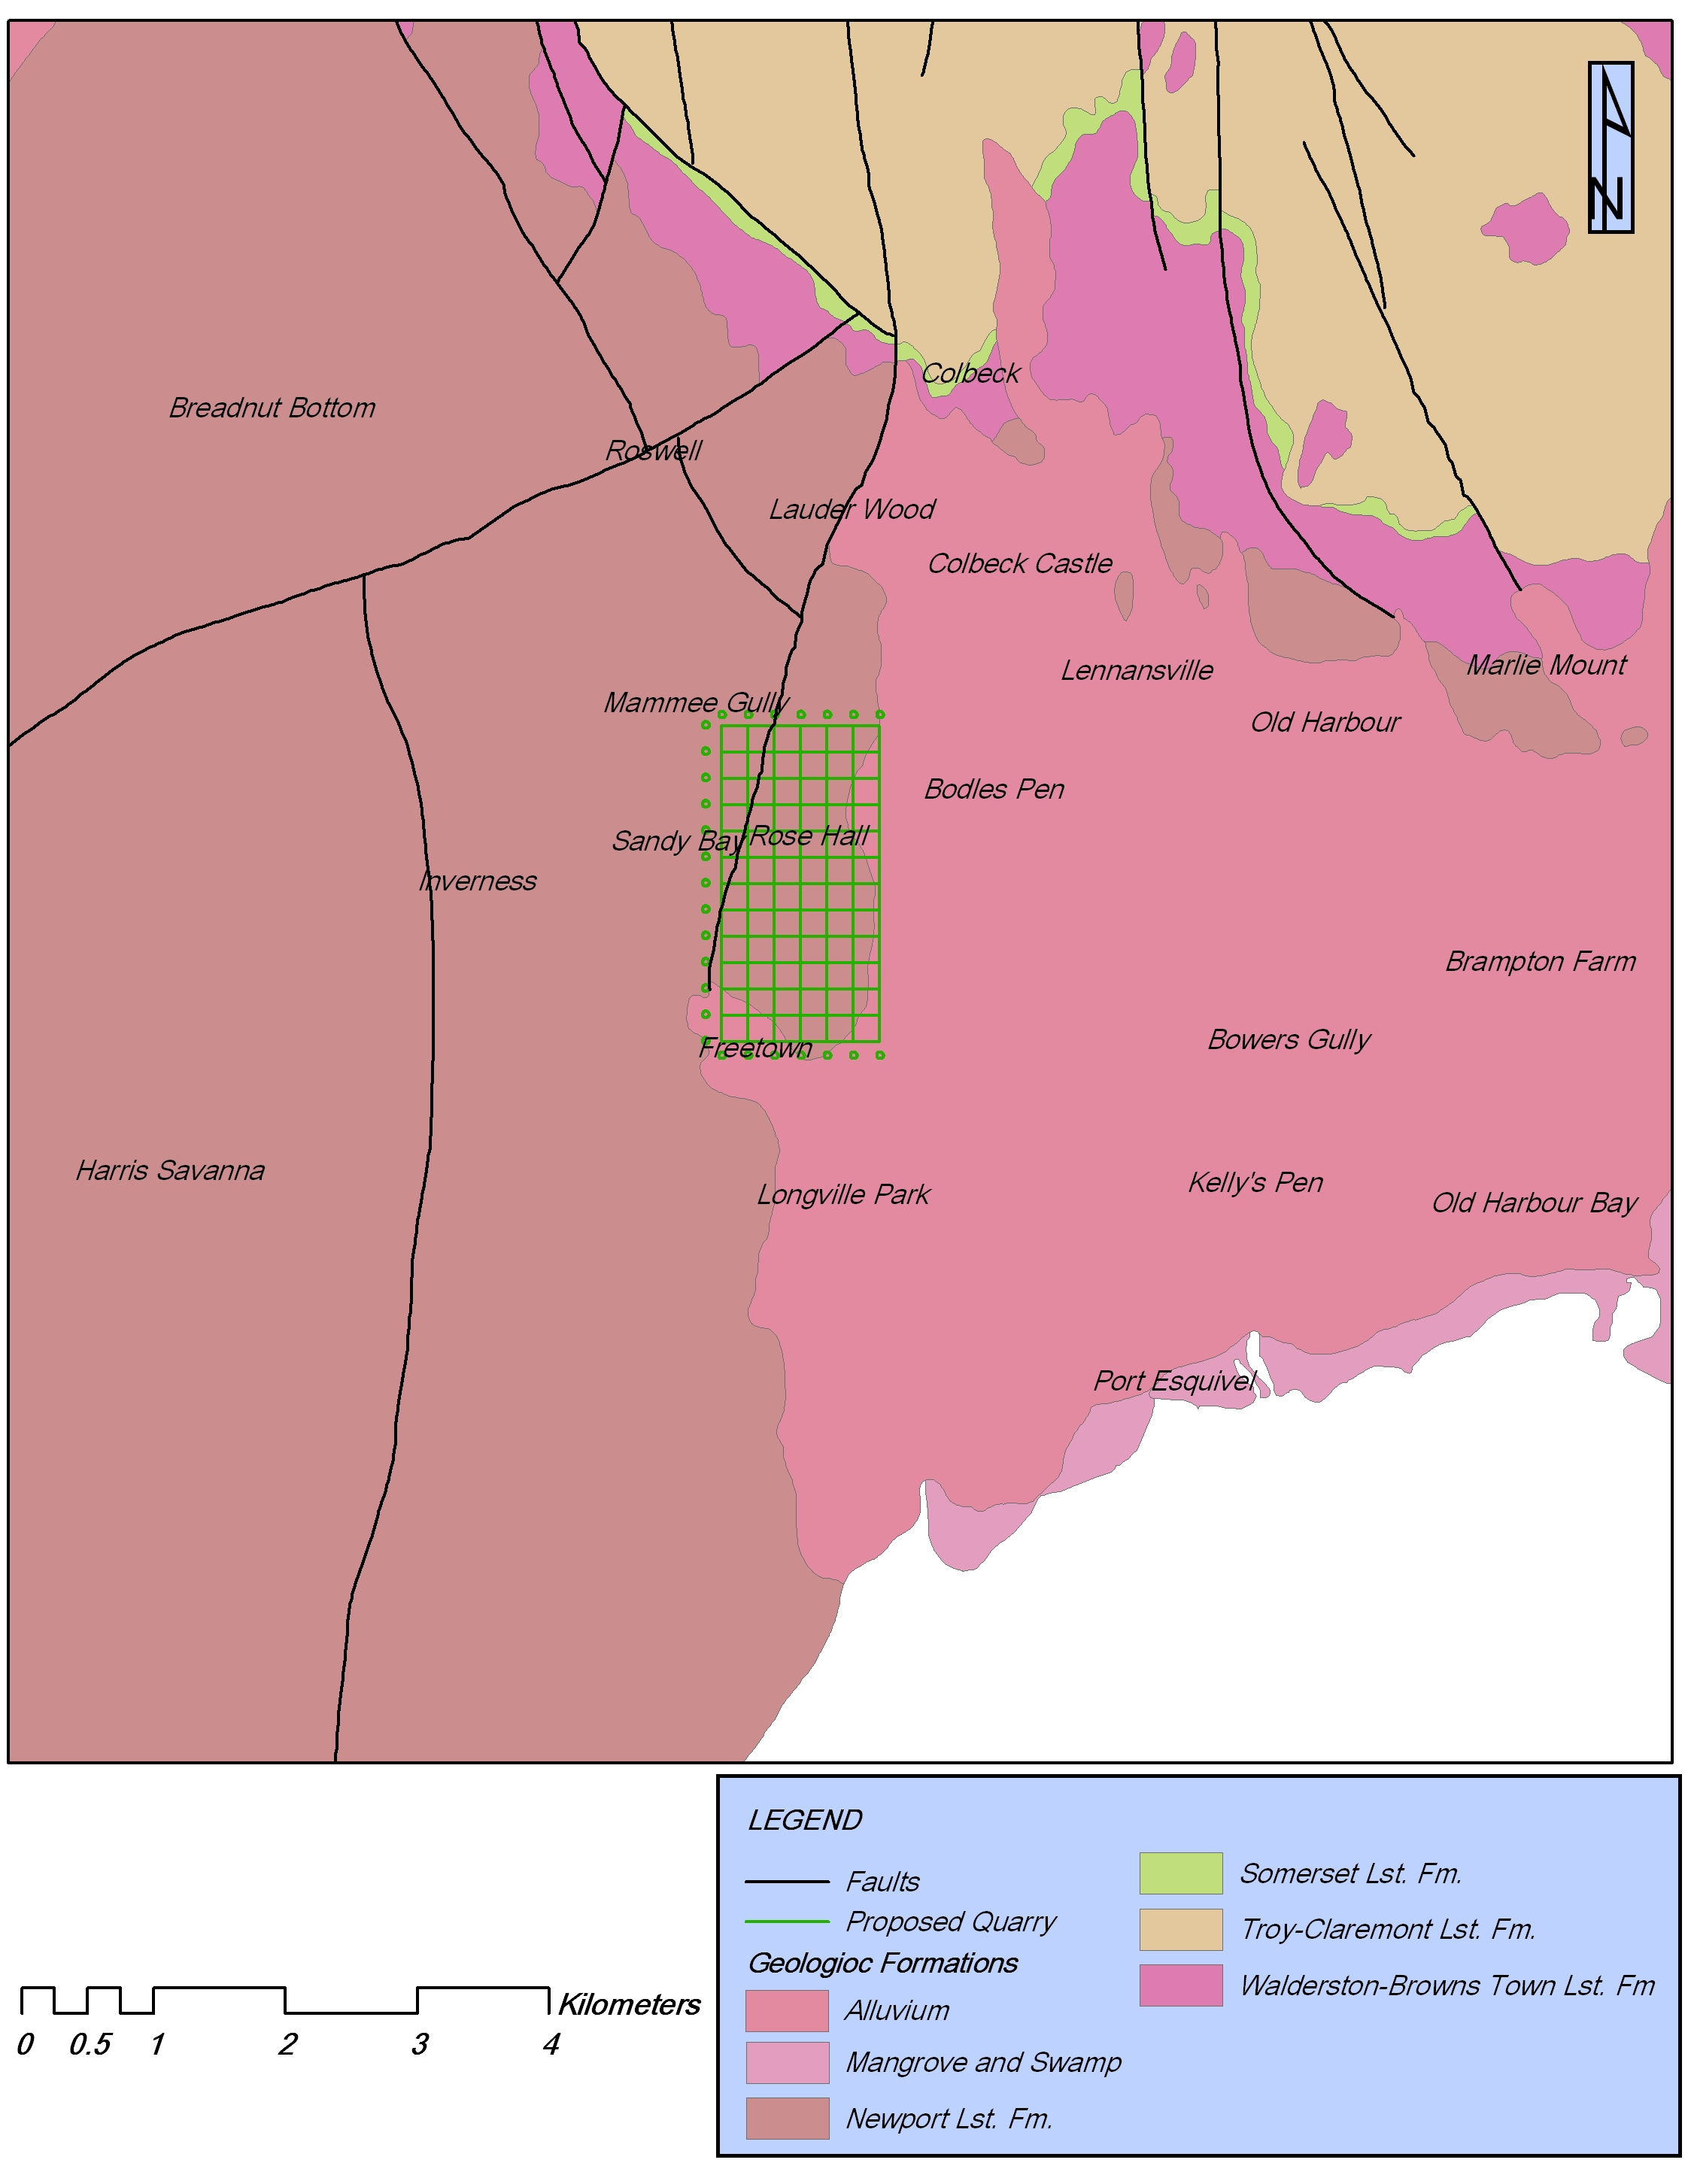 N
Colbeck
Breadnut Bottom
Roswell
Lauder Wood
Colbeck Castle
Lennansville
Marlie Mount
Mammee Gully
Old Harbour
Bodles Pen
Sandy Bay
Rose Hall
Inverness
Brampton Farm
Bowers Gully
Freetown
Harris Savanna
Kelly's Pen
Longville Park
Old Harbour Bay
Port Esquivel
LEGEND
Faults
Proposed Quarry
Geologioc Formations
Alluvium
Mangrove and Swamp
Newport Lst. Fm.
Somerset Lst. Fm.
Troy-Claremont Lst. Fm.
Walderston-Browns Town Lst. Fm
Kilometers
0 0.5 1 2 3 4